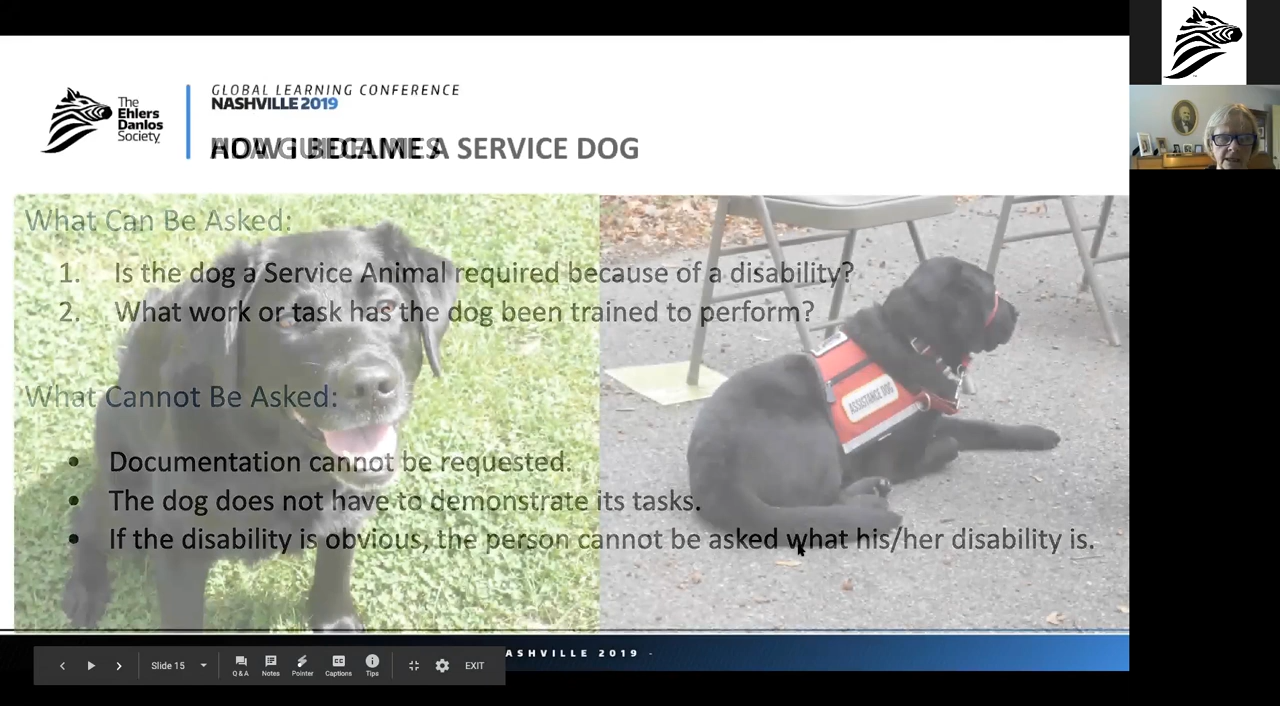 The
Ehlers
Danlos
Society
GLOBAL LEARNING CONFERENCE
NASHVILLE 2019
HOW I BECAME A SERVICE DOG
What Can Be Asked:
1. Is the dog a Service Animal required because of a disability?
2. What work or task has the dog been trained to perform?
What Cannot Be Asked:
ASSISTANCE DOG
• Documentation cannot be requested.
• The dog does not have to demonstrate its tasks.
• If the disability is obvious, the person cannot be asked what his/her disability is.
ASHVILLE 2019 -
Slide 15
Q & A
Notes
Pointer
Captions
Tips
EXIT